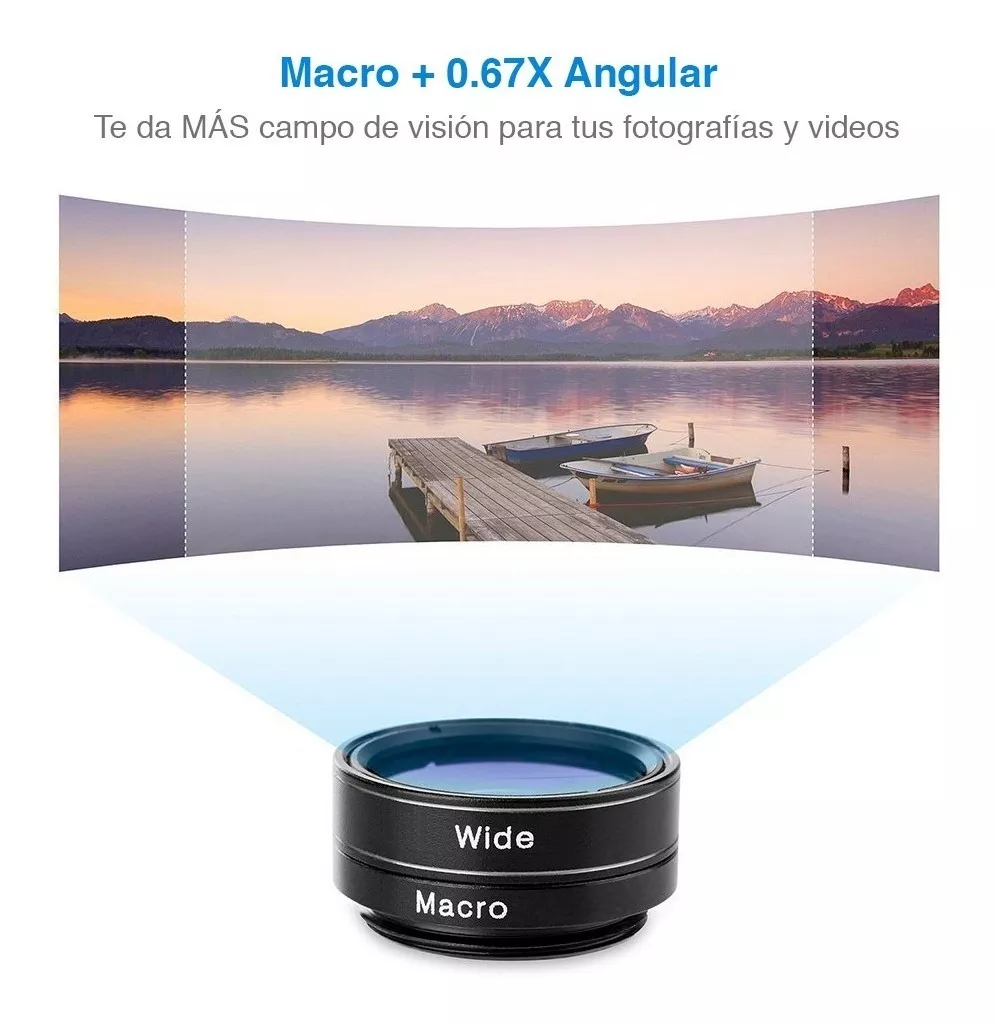 Macro + 0.67X Angular
Te da MÁS campo de visión para tus fotografías y videos
Wide
Macro